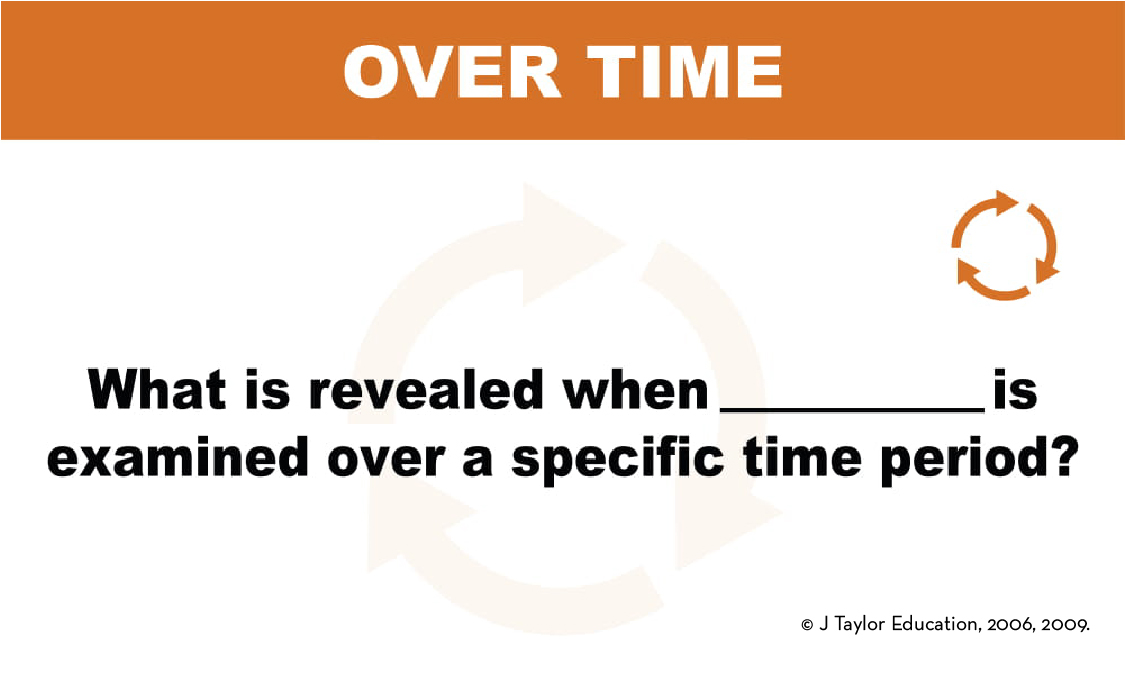 OVER TIME
What is revealed when __________ is
examined over a specific time period?
© J Taylor Education, 2006, 2009.